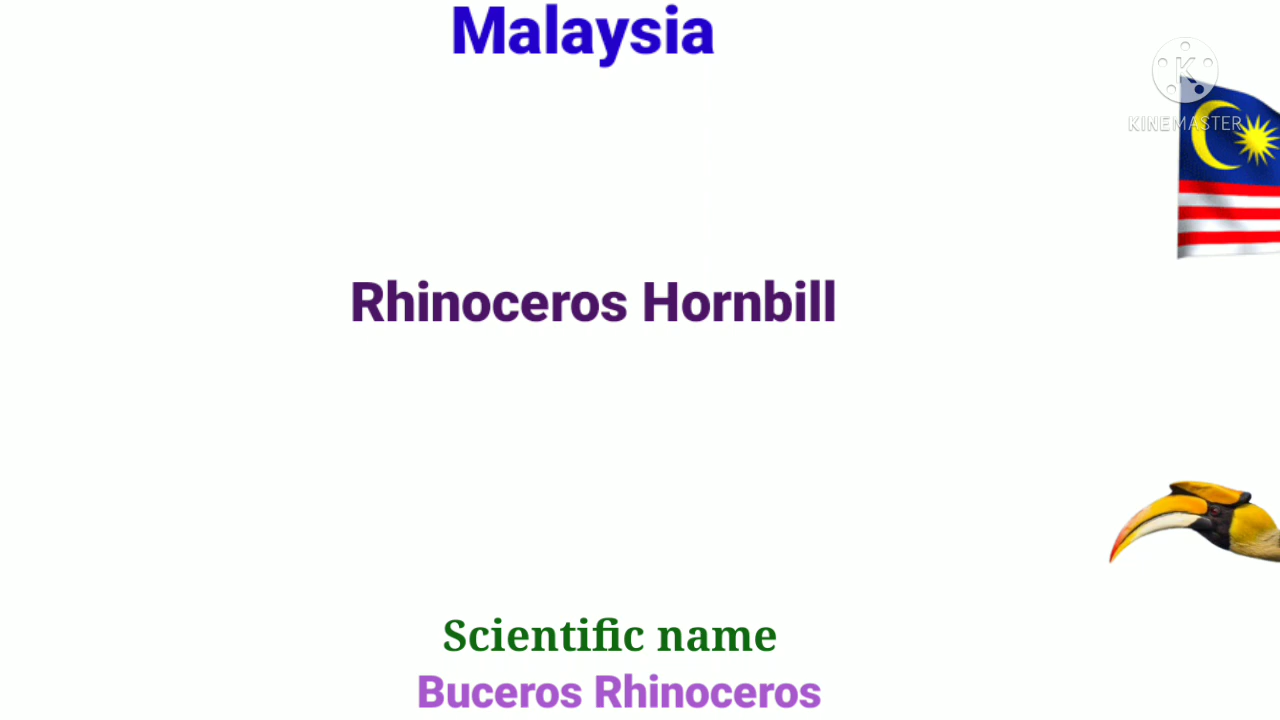 Malaysia
K
KINEMASTER
Rhinoceros Hornbill
Scientific name
Buceros Rhinoceros